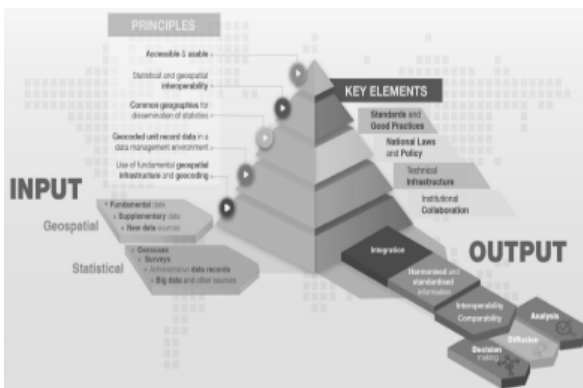 PRINCIPLES
Accessible & usable
Statistical and geospatial
interoperability
Common geographies for
dissemination of statistics
Geocoded unit record data in a
data management environment
Use of fundamental geospatial
infrastructure and geocoding
KEY ELEMENTS
Standards and
Good Practices
National Laws
and Policy
Technical
Infrastructure
Institutional
Collaboration
INPUT
Geospatial
Fundamental data
Supplementary data
New data sources
Statistical
Censuses
Surveys
Administrative data records
Big data and other sources
OUTPUT
Integration
Harmonised and
standardised
information
Interoperability
Comparability
Analysis
Diffusion
Decision
making